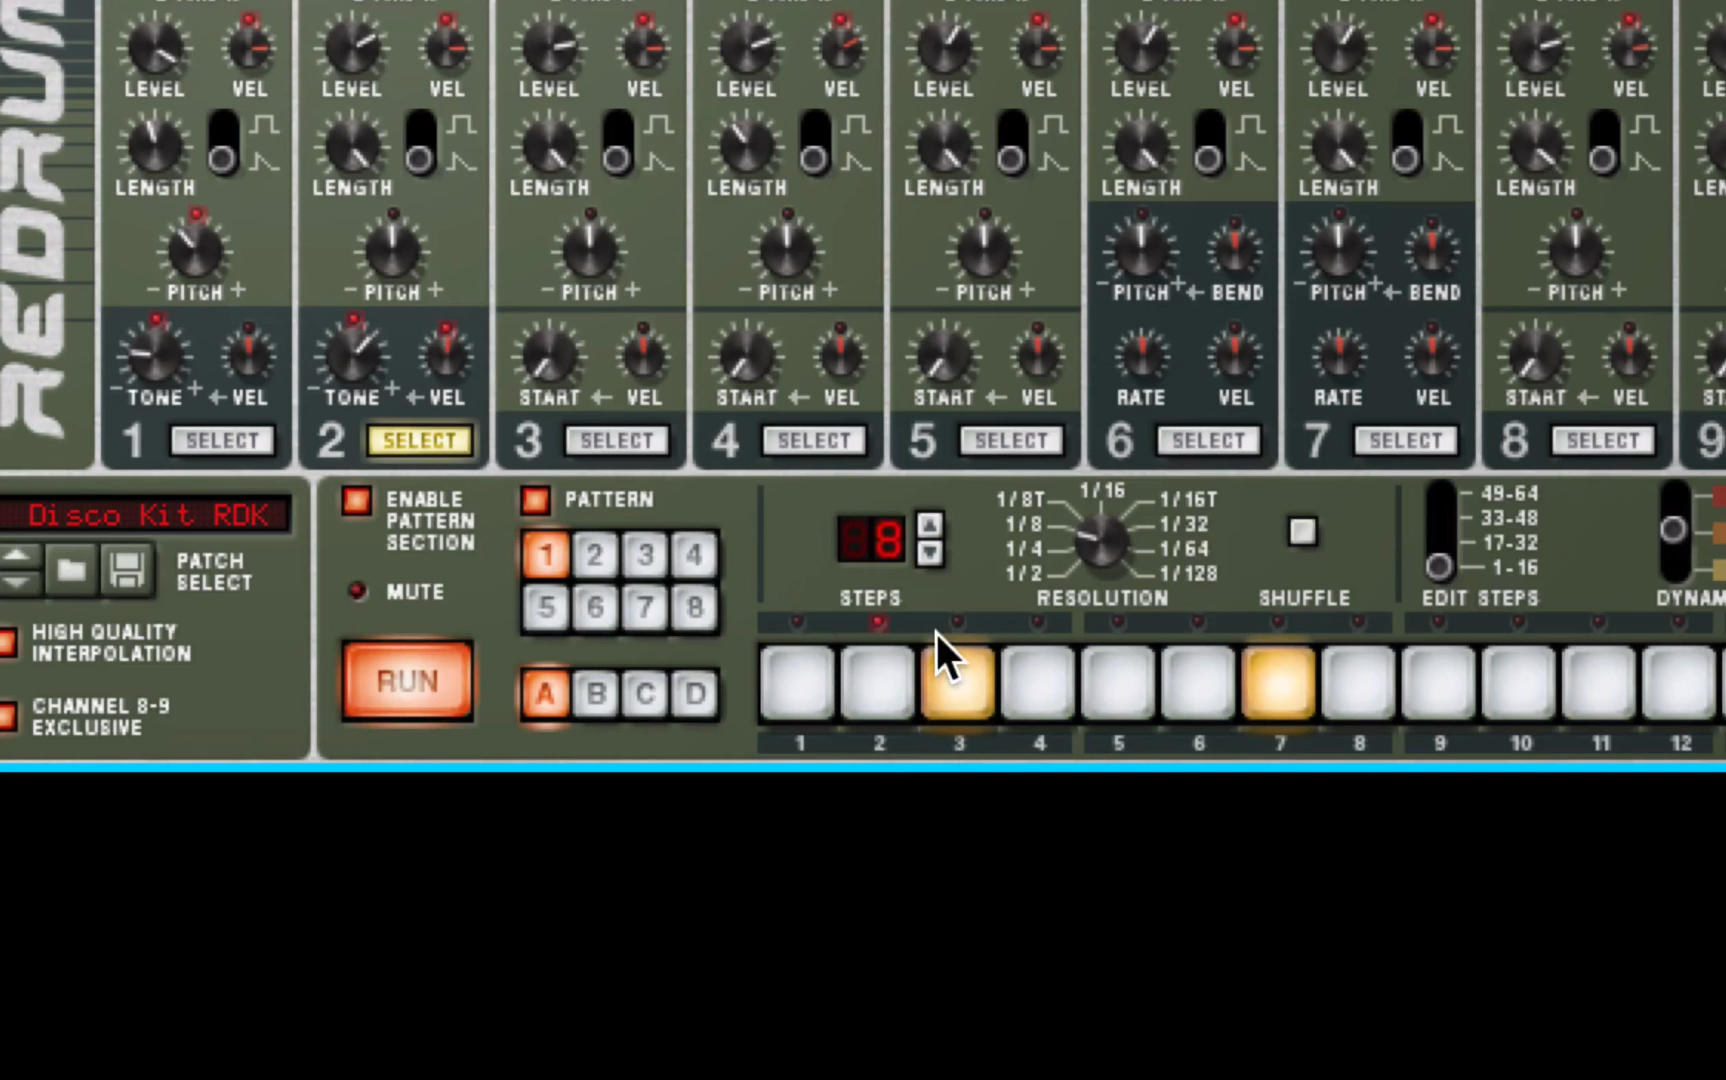 REDRUM
LEVEL VEL LEVEL VEL LEVEL VEL LEVEL VEL LEVEL VEL LEVEL VEL LEVEL VEL LEVEL VEL LE
LENGTH LENGTH LENGTH LENGTH LENGTH LENGTH LENGTH LENGTH LEN
- PITCH + - PITCH + - PITCH + - PITCH + - PITCH + - PITCH + ← BEND - PITCH + ← BEND - PITCH +
- TONE + ← VEL - TONE + ← VEL START ← VEL START ← VEL START ← VEL RATE VEL RATE VEL START ← VEL ST
1 SELECT 2 SELECT 3 SELECT 4 SELECT 5 SELECT 6 SELECT 7 SELECT 8 SELECT 9
Disco Kit RDK
PATCH
SELECT
HIGH QUALITY
INTERPOLATION
CHANNEL 8-9
EXCLUSIVE
ENABLE
PATTERN
SECTION
MUTE
RUN
PATTERN
1 2 3 4
5 6 7 8
A B C D
8
STEPS
1/16
1/8T 1/16T
1/8 1/32
1/4 1/64
1/2 1/128
RESOLUTION
SHUFFLE
49-64
33-48
17-32
1-16
EDIT STEPS
DYNAM
1 2 3 4 5 6 7 8 9 10 11 12